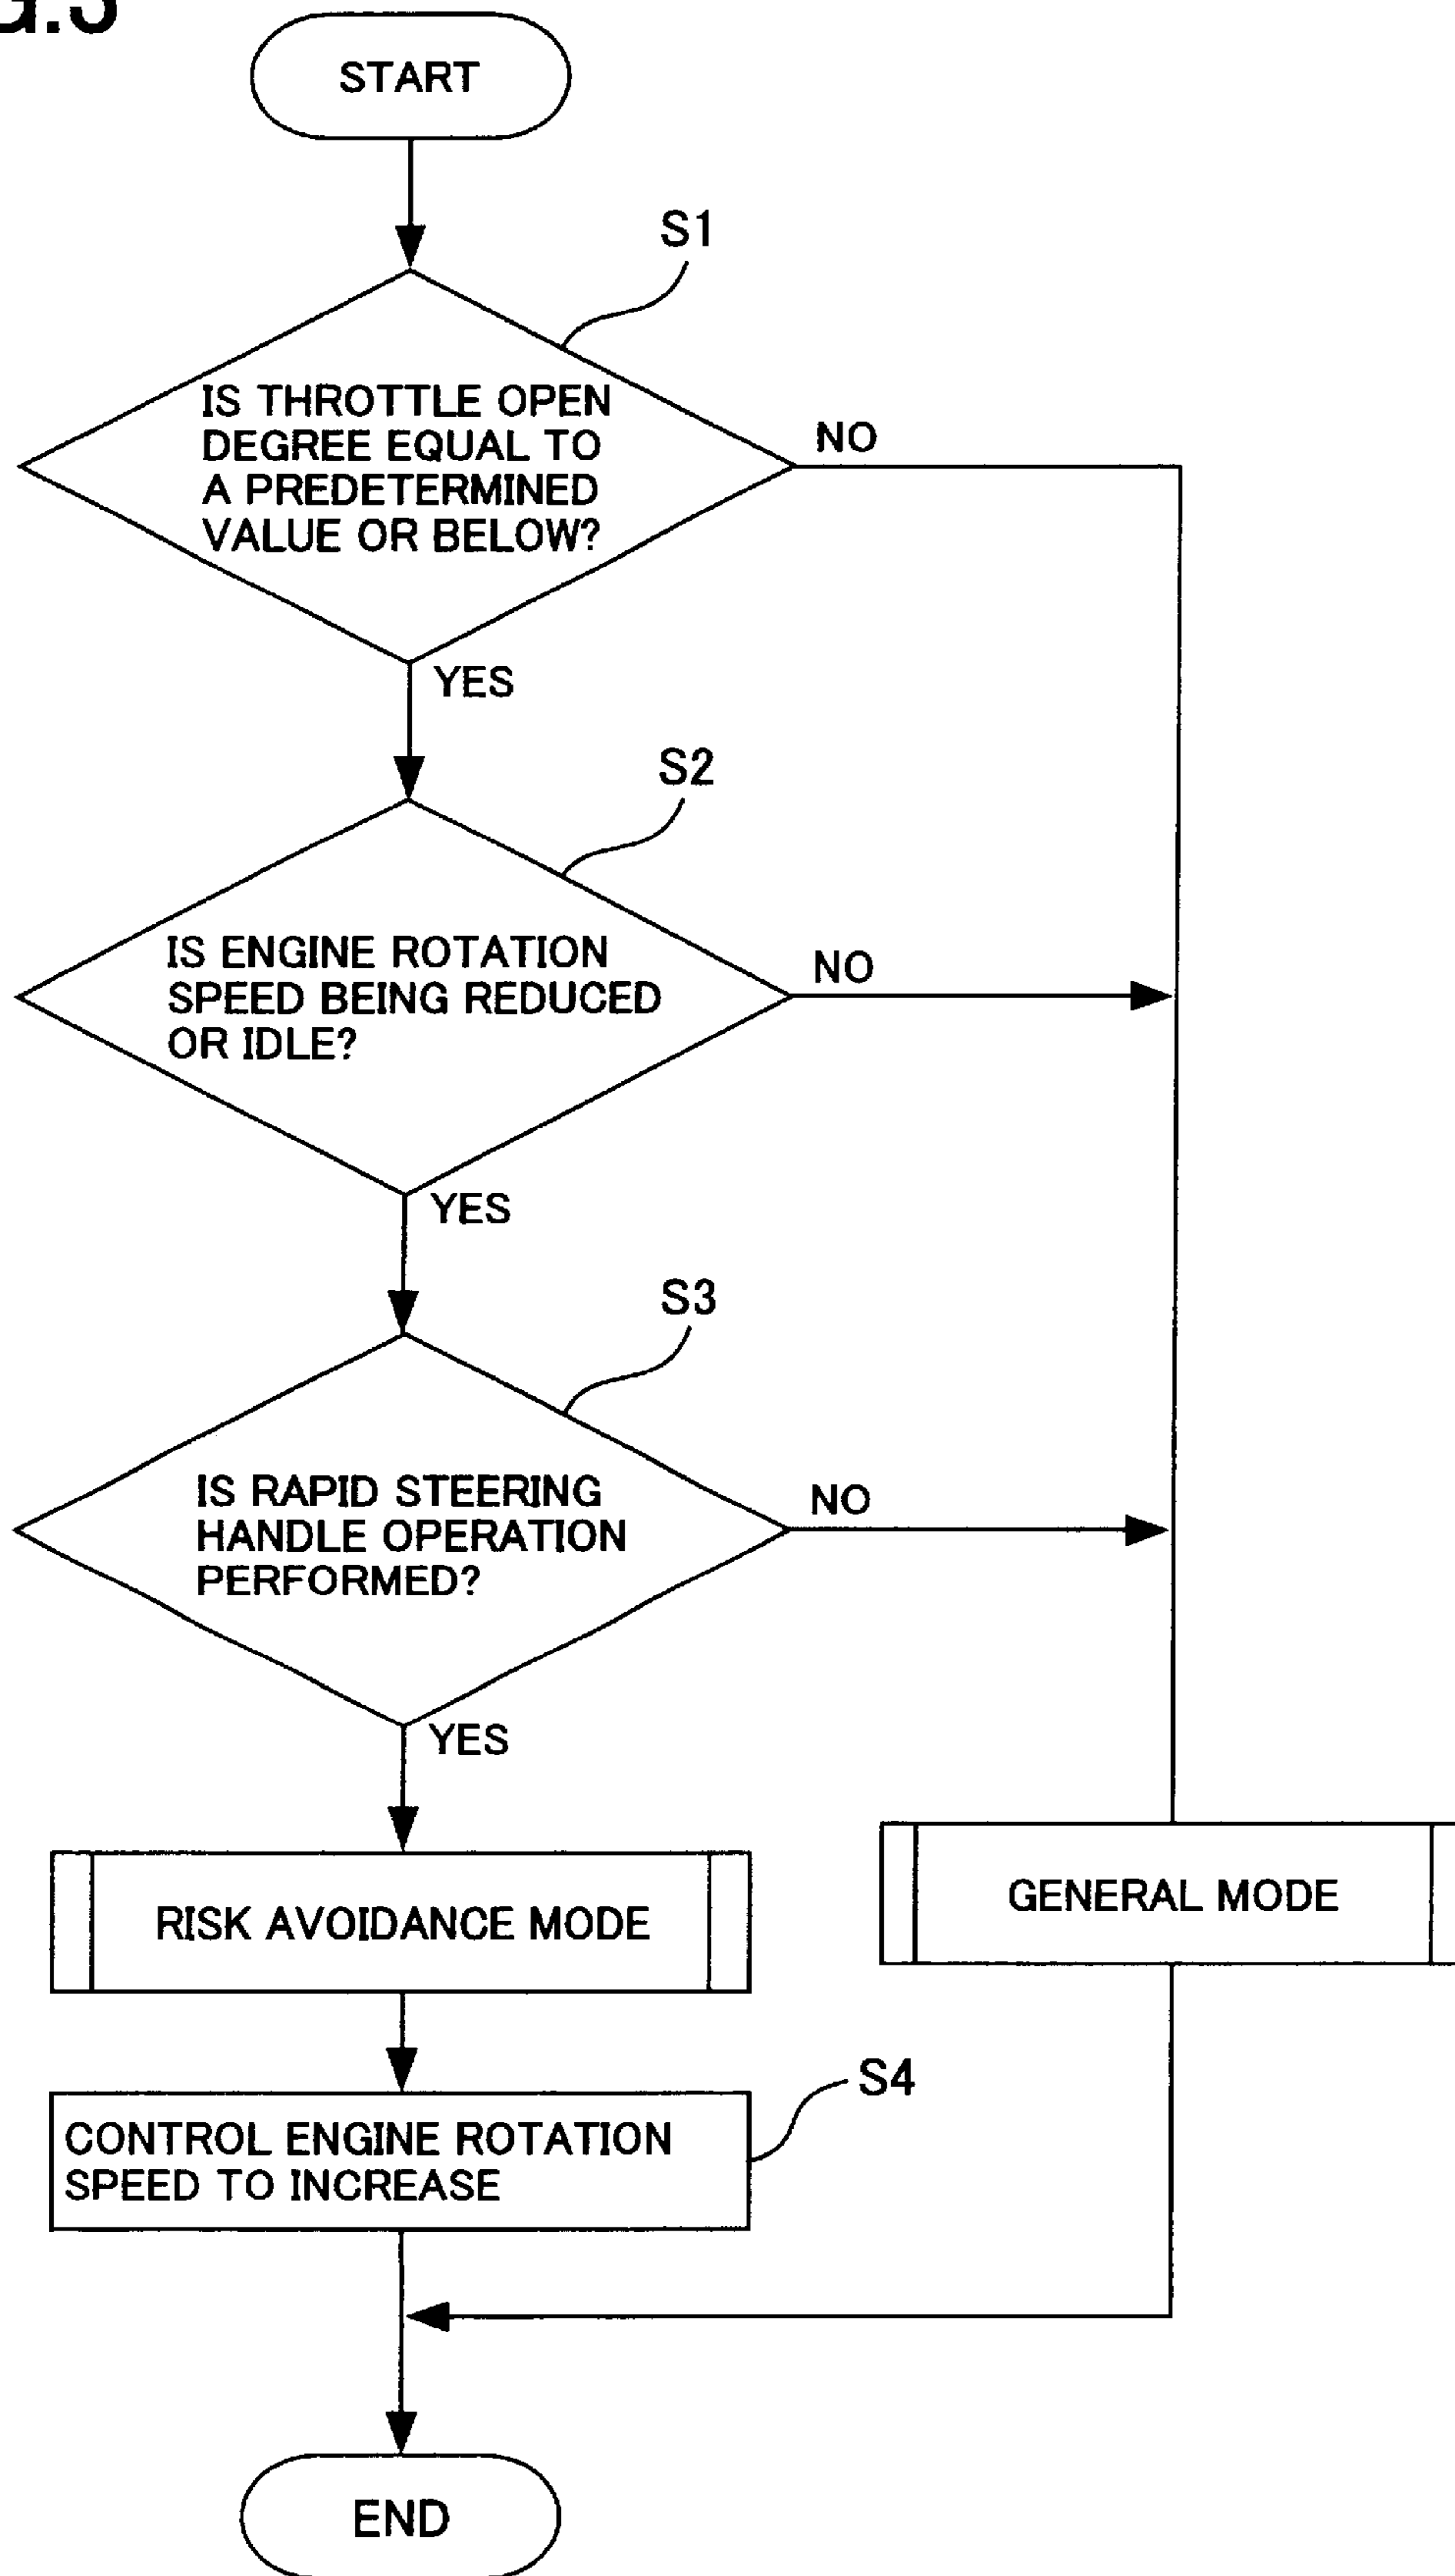 START
S1
IS THROTTLE OPEN
DEGREE EQUAL TO
A PREDETERMINED
VALUE OR BELOW?
NO
YES
S2
IS ENGINE ROTATION
SPEED BEING REDUCED
OR IDLE?
NO
YES
S3
IS RAPID STEERING
HANDLE OPERATION
PERFORMED?
NO
YES
RISK AVOIDANCE MODE
GENERAL MODE
S4
CONTROL ENGINE ROTATION
SPEED TO INCREASE
END